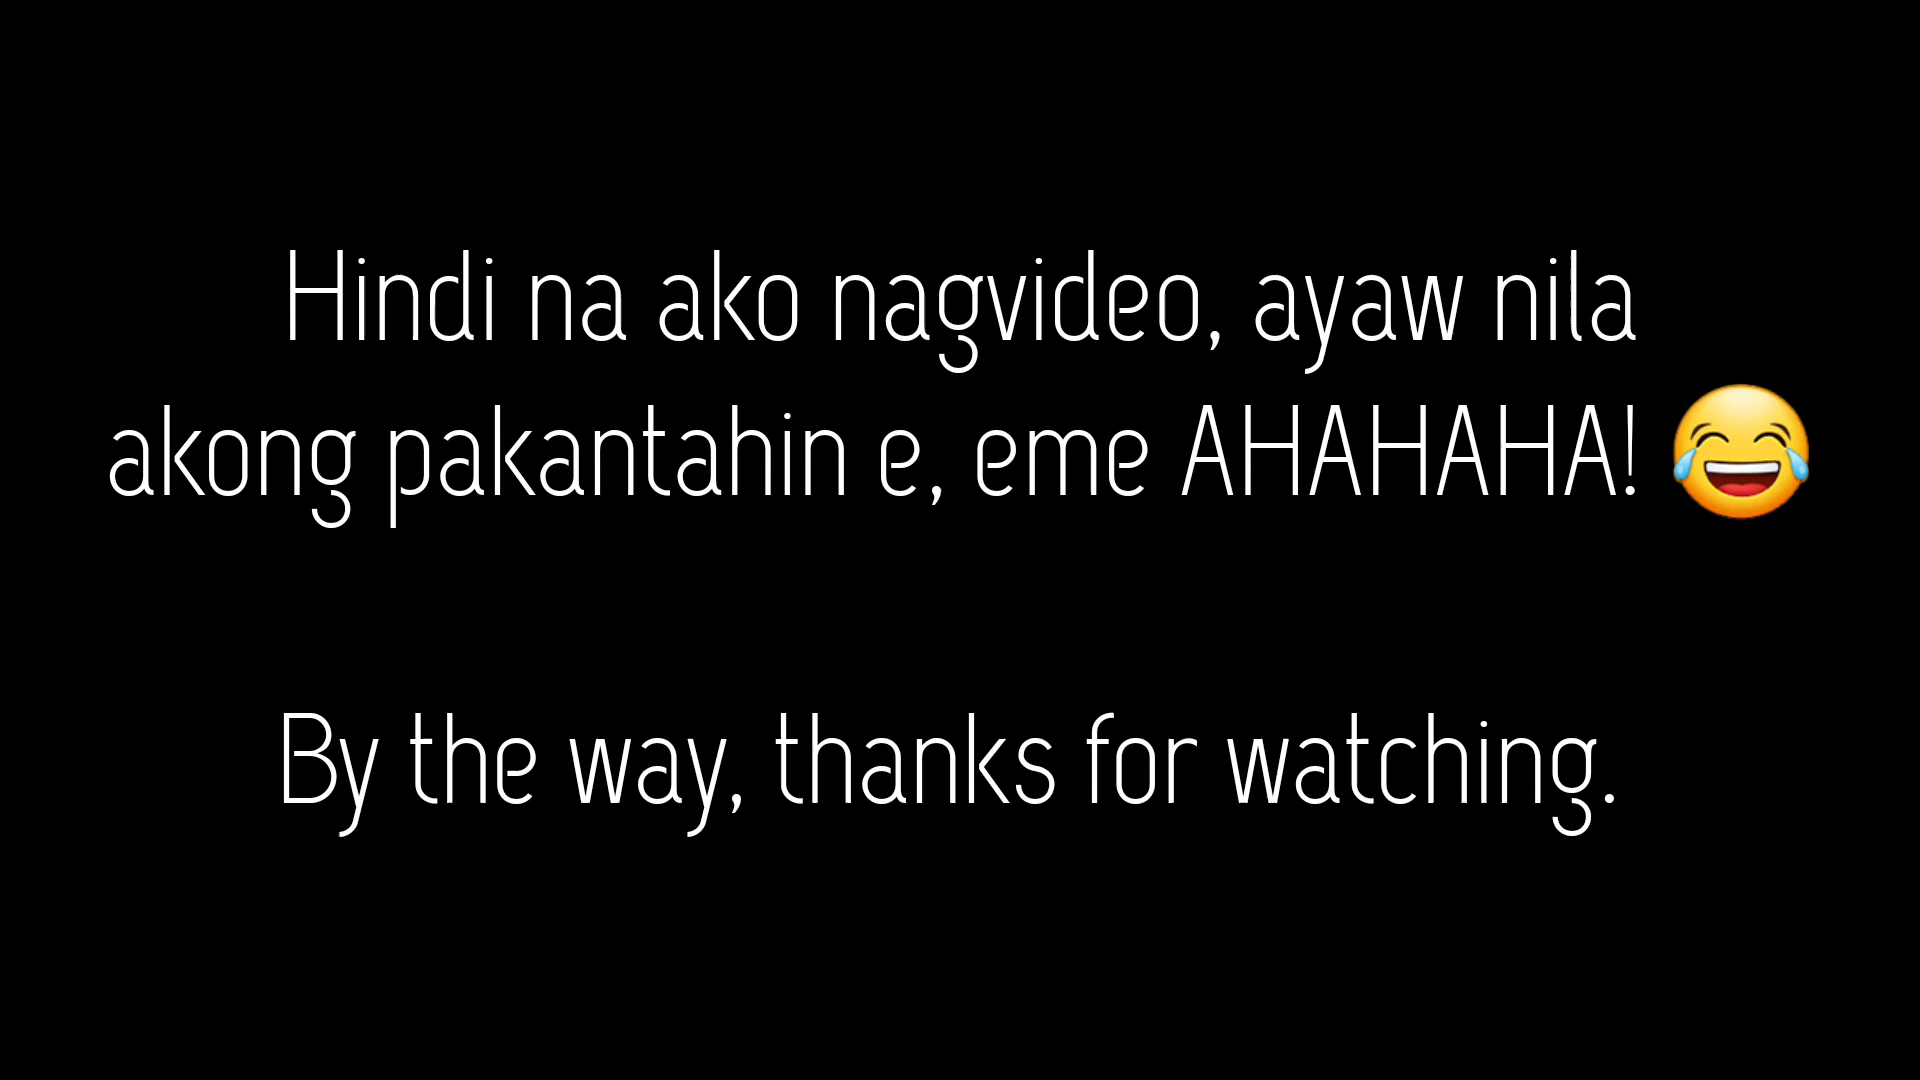 Hindi na ako nagvideo, ayaw nila
akong pakantahin e, eme AHAHAHA! 😂
By the way, thanks for watching.